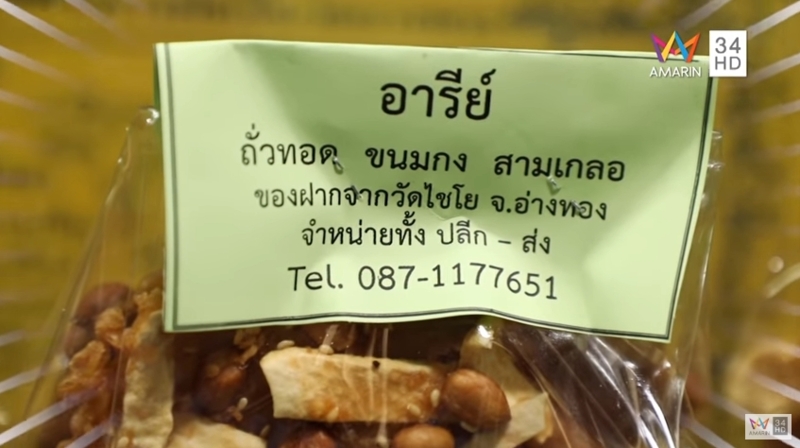 AMARIN 34 HD
อารีย์
ถั่วทอด ขนมกง สามเกลอ
ของฝากจากวัดไชโย จ.อ่างทอง
จำหน่ายทั้ง ปลีก - ส่ง
Tel. 087-1177651
AMARIN 34 HD